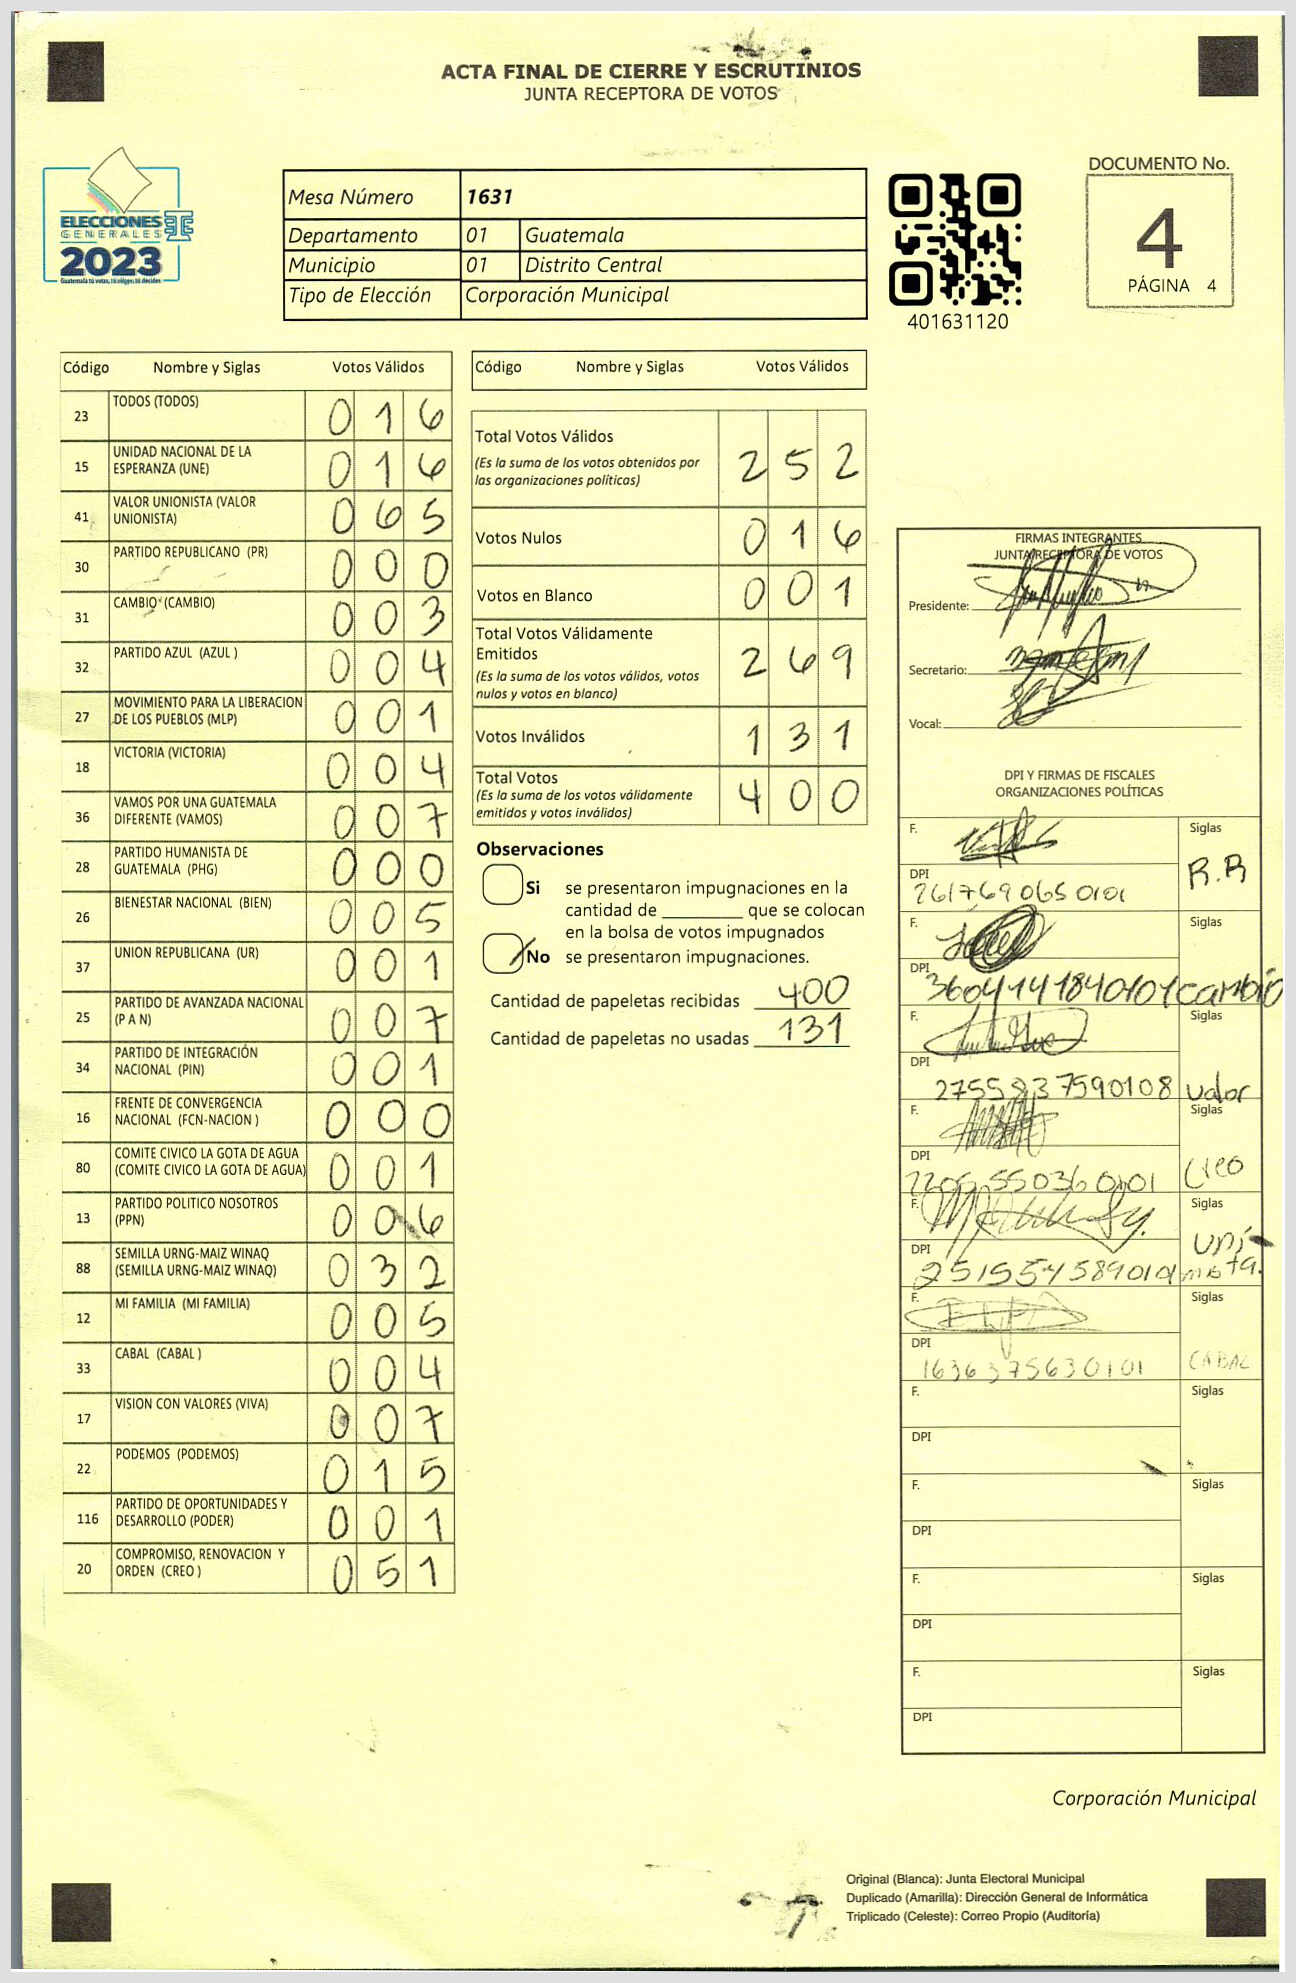 ACTA FINAL DE CIERRE Y ESCRUTINIOS
JUNTA RECEPTORA DE VOTOS
ELECCIONES
GENERALES
2023
Guatemala tú votas, tú eliges, tú decides
Mesa Número 1631
Departamento 01 Guatemala
Municipio 01 Distrito Central
Tipo de Elección Corporación Municipal
401631120
DOCUMENTO No.
4
PÁGINA 4
Código Nombre y Siglas Votos Válidos
23 TODOS (TODOS) 0 1 6
15 UNIDAD NACIONAL DE LA ESPERANZA (UNE) 0 1 6
41 VALOR UNIONISTA (VALOR UNIONISTA) 0 6 5
30 PARTIDO REPUBLICANO (PR) 0 0 0
31 CAMBIO (CAMBIO) 0 0 3
32 PARTIDO AZUL (AZUL ) 0 0 4
27 MOVIMIENTO PARA LA LIBERACION DE LOS PUEBLOS (MLP) 0 0 1
18 VICTORIA (VICTORIA) 0 0 4
36 VAMOS POR UNA GUATEMALA DIFERENTE (VAMOS) 0 0 7
28 PARTIDO HUMANISTA DE GUATEMALA (PHG) 0 0 0
26 BIENESTAR NACIONAL (BIEN) 0 0 5
37 UNION REPUBLICANA (UR) 0 0 1
25 PARTIDO DE AVANZADA NACIONAL (P A N) 0 0 7
34 PARTIDO DE INTEGRACIÓN NACIONAL (PIN) 0 0 1
16 FRENTE DE CONVERGENCIA NACIONAL (FCN-NACION ) 0 0 0
80 COMITE CIVICO LA GOTA DE AGUA (COMITE CIVICO LA GOTA DE AGUA) 0 0 1
13 PARTIDO POLITICO NOSOTROS (PPN) 0 0 6
88 SEMILLA URNG-MAIZ WINAQ (SEMILLA URNG-MAIZ WINAQ) 0 3 2
12 MI FAMILIA (MI FAMILIA) 0 0 5
33 CABAL (CABAL ) 0 0 4
17 VISION CON VALORES (VIVA) 0 0 7
22 PODEMOS (PODEMOS) 0 1 5
116 PARTIDO DE OPORTUNIDADES Y DESARROLLO (PODER) 0 0 1
20 COMPROMISO, RENOVACION Y ORDEN (CREO ) 0 5 1
Código Nombre y Siglas Votos Válidos
Total Votos Válidos 2 5 2
(Es la suma de los votos obtenidos por
las organizaciones políticas)
Votos Nulos 0 1 6
Votos en Blanco 0 0 1
Total Votos Válidamente
Emitidos 2 6 9
(Es la suma de los votos válidos, votos
nulos y votos en blanco)
Votos Inválidos 1 3 1
Total Votos 4 0 0
(Es la suma de los votos válidamente
emitidos y votos inválidos)
Observaciones
Si se presentaron impugnaciones en la
cantidad de ________ que se colocan
en la bolsa de votos impugnados
No se presentaron impugnaciones.
Cantidad de papeletas recibidas 400
Cantidad de papeletas no usadas 131
FIRMAS INTEGRANTES
JUNTA RECEPTORA DE VOTOS
Presidente:
Secretario:
Vocal:
DPI Y FIRMAS DE FISCALES
ORGANIZACIONES POLÍTICAS
F. Siglas
DPI R.R
261769065 0101
F. Siglas
DPI
3604141840101 cambio
F. Siglas
DPI
2755837590108 valor
F. Siglas
DPI
550360101 Creo
F. Siglas
DPI uni-
2515545890101 nista.
F. Siglas
DPI
1636375630101 CABAL
F. Siglas
DPI
F. Siglas
DPI
F. Siglas
DPI
F. Siglas
DPI
Corporación Municipal
Original (Blanca): Junta Electoral Municipal
Duplicado (Amarilla): Dirección General de Informática
Triplicado (Celeste): Correo Propio (Auditoría)